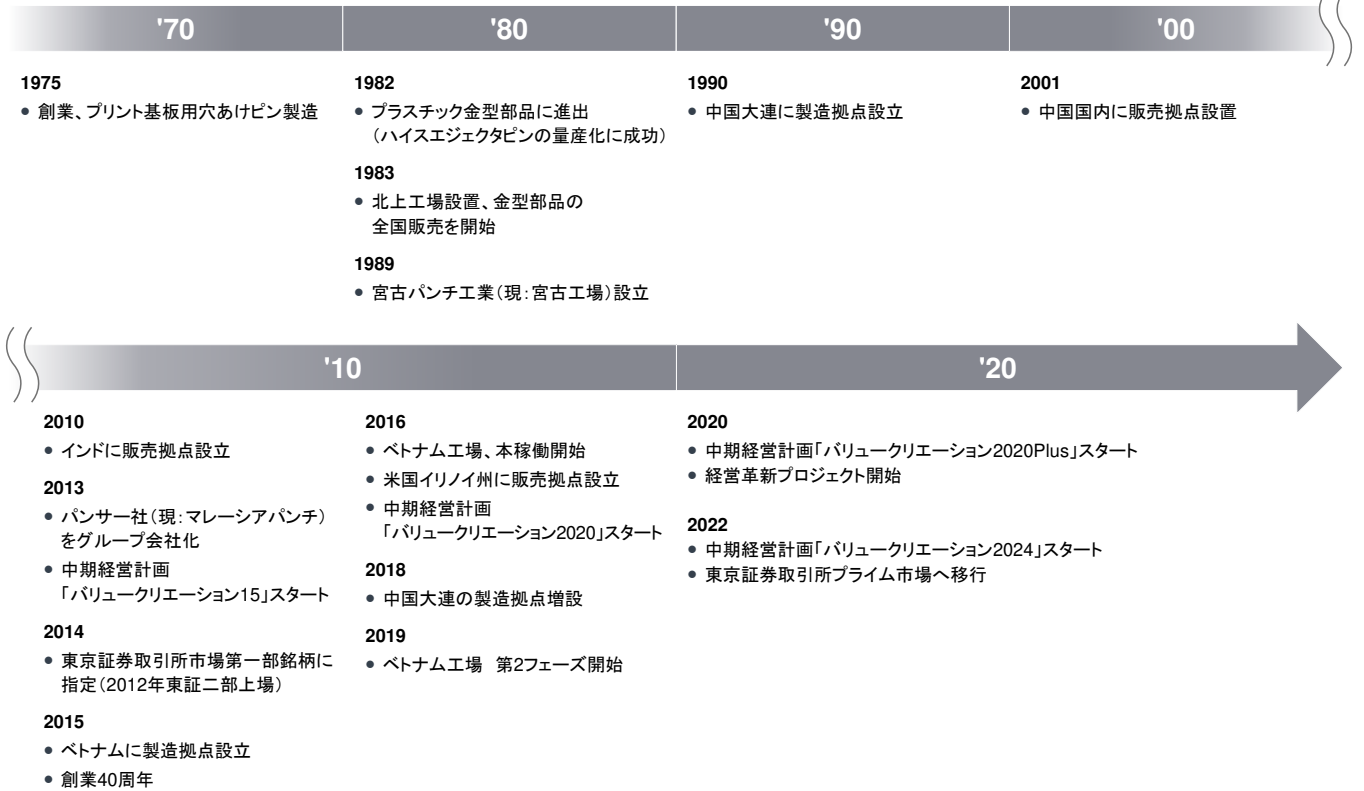 '70
'80
'90
'00
1975
● 創業、プリント基板用穴あけピン製造
1982
● プラスチック金型部品に進出
（ハイスエジェクタピンの量産化に成功）
1983
● 北上工場設置、金型部品の
全国販売を開始
1989
● 宮古パンチ工業（現：宮古工場）設立
1990
● 中国大連に製造拠点設立
2001
● 中国国内に販売拠点設置
'10
'20
2010
● インドに販売拠点設立
2013
● パンサー社（現：マレーシアパンチ）
をグループ会社化
● 中期経営計画
「バリュークリエーション15」スタート
2014
● 東京証券取引所市場第一部銘柄に
指定（2012年東証二部上場）
2015
● ベトナムに製造拠点設立
● 創業40周年
2016
● ベトナム工場、本稼働開始
● 米国イリノイ州に販売拠点設立
● 中期経営計画
「バリュークリエーション2020」スタート
2018
● 中国大連の製造拠点増設
2019
● ベトナム工場　第2フェーズ開始
2020
● 中期経営計画「バリュークリエーション2020Plus」スタート
● 経営革新プロジェクト開始
2022
● 中期経営計画「バリュークリエーション2024」スタート
● 東京証券取引所プライム市場へ移行